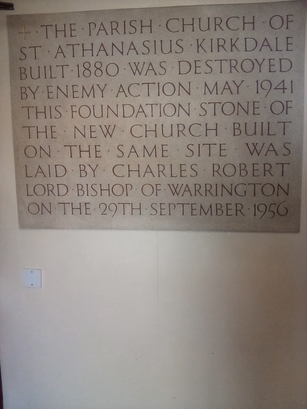 + THE · PARISH · CHURCH · OF
ST · ATHANASIUS · KIRKDALE
BUILT · 1880 · WAS · DESTROYED
BY · ENEMY · ACTION · MAY · 1941
THIS · FOUNDATION · STONE · OF
THE · NEW · CHURCH · BUILT
ON · THE · SAME · SITE · WAS
LAID · BY · CHARLES · ROBERT
LORD · BISHOP · OF · WARRINGTON
ON · THE · 29TH · SEPTEMBER · 1956